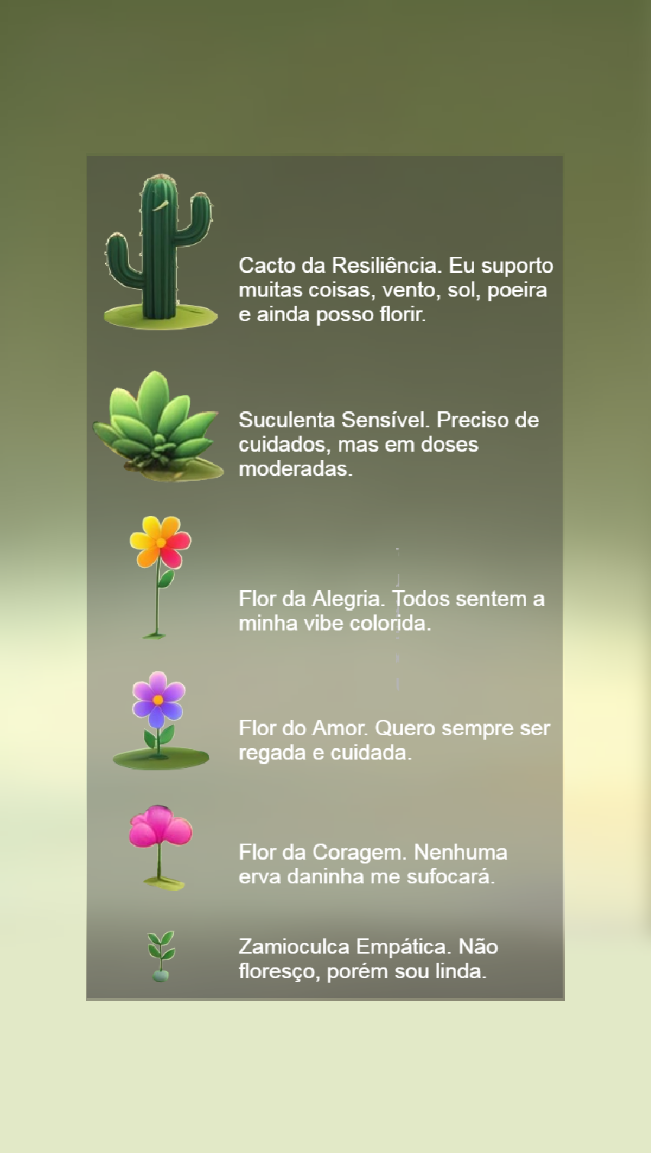 Cacto da Resiliência. Eu suporto
muitas coisas, vento, sol, poeira
e ainda posso florir.
Suculenta Sensível. Preciso de
cuidados, mas em doses
moderadas.
Flor da Alegria. Todos sentem a
minha vibe colorida.
Flor do Amor. Quero sempre ser
regada e cuidada.
Flor da Coragem. Nenhuma
erva daninha me sufocará.
Zamioculca Empática. Não
floresço, porém sou linda.